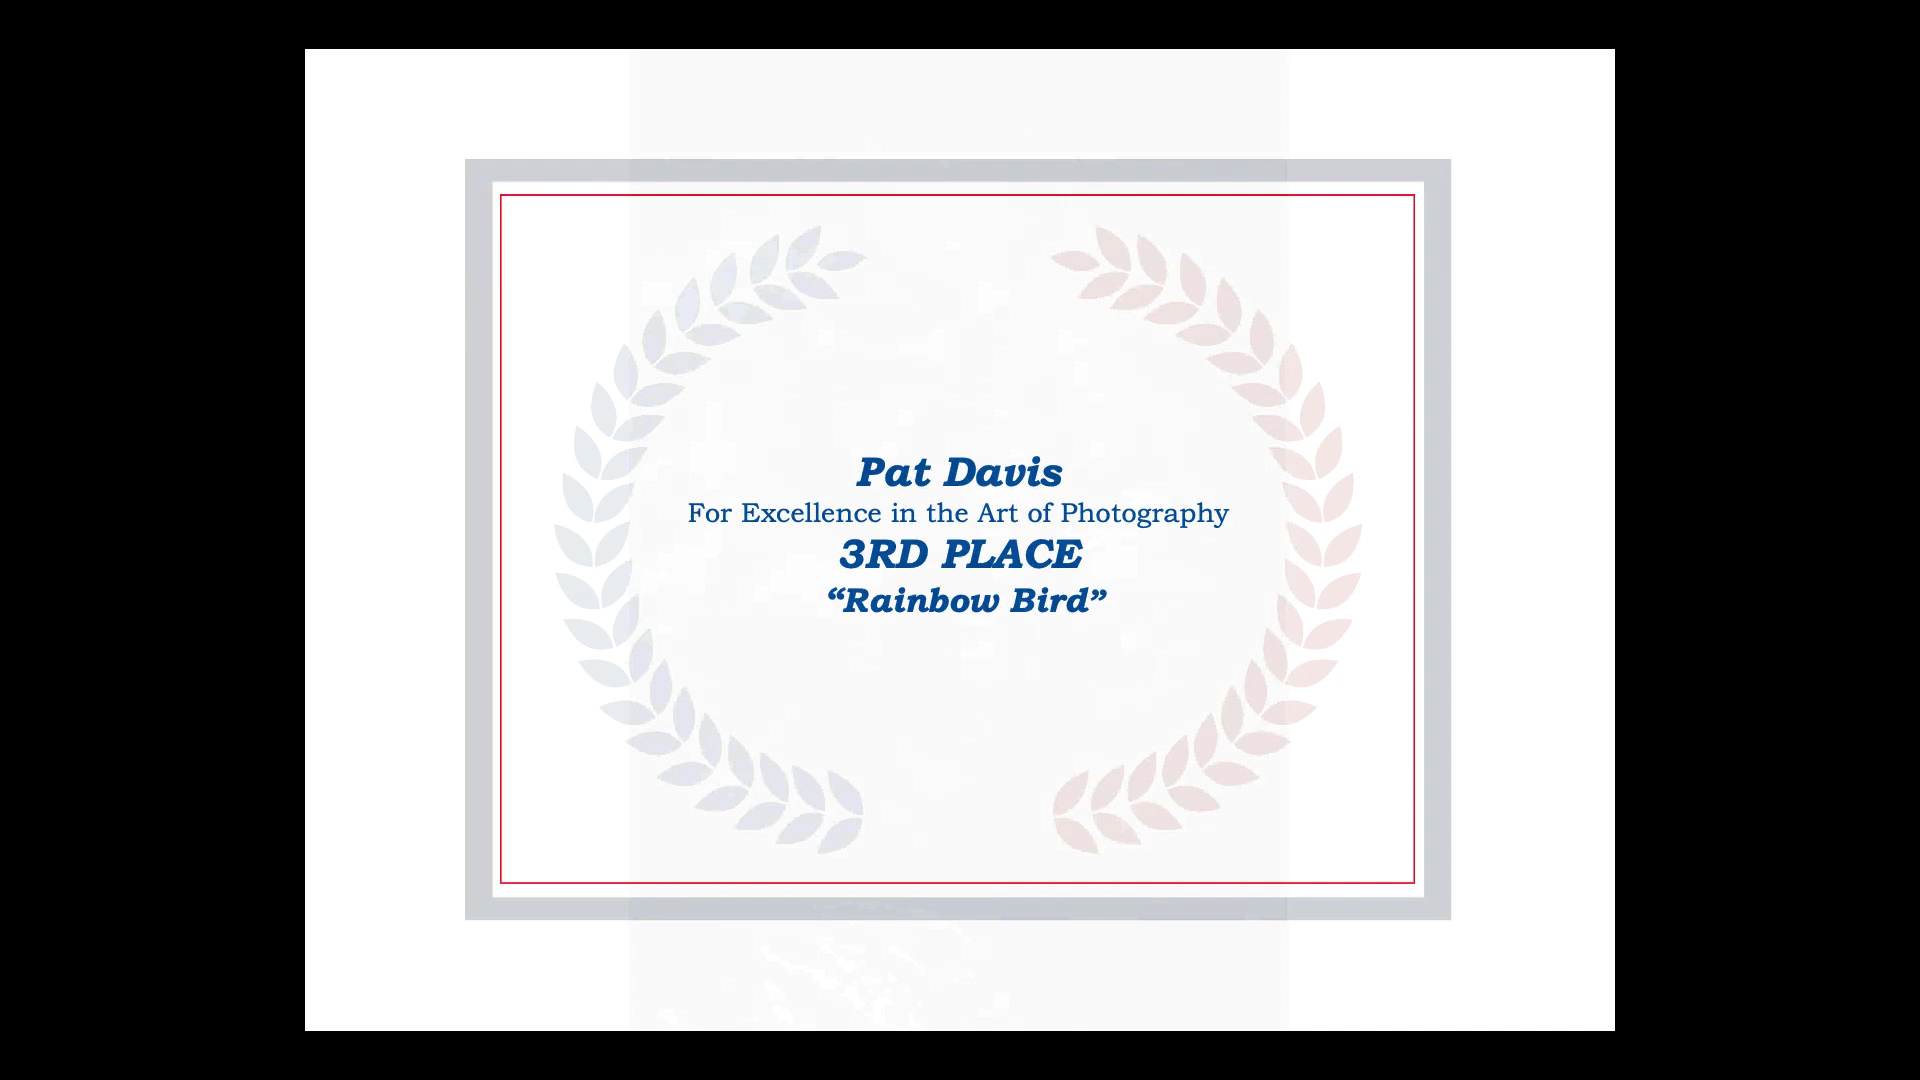 Pat Davis
For Excellence in the Art of Photography
3RD PLACE
“Rainbow Bird”